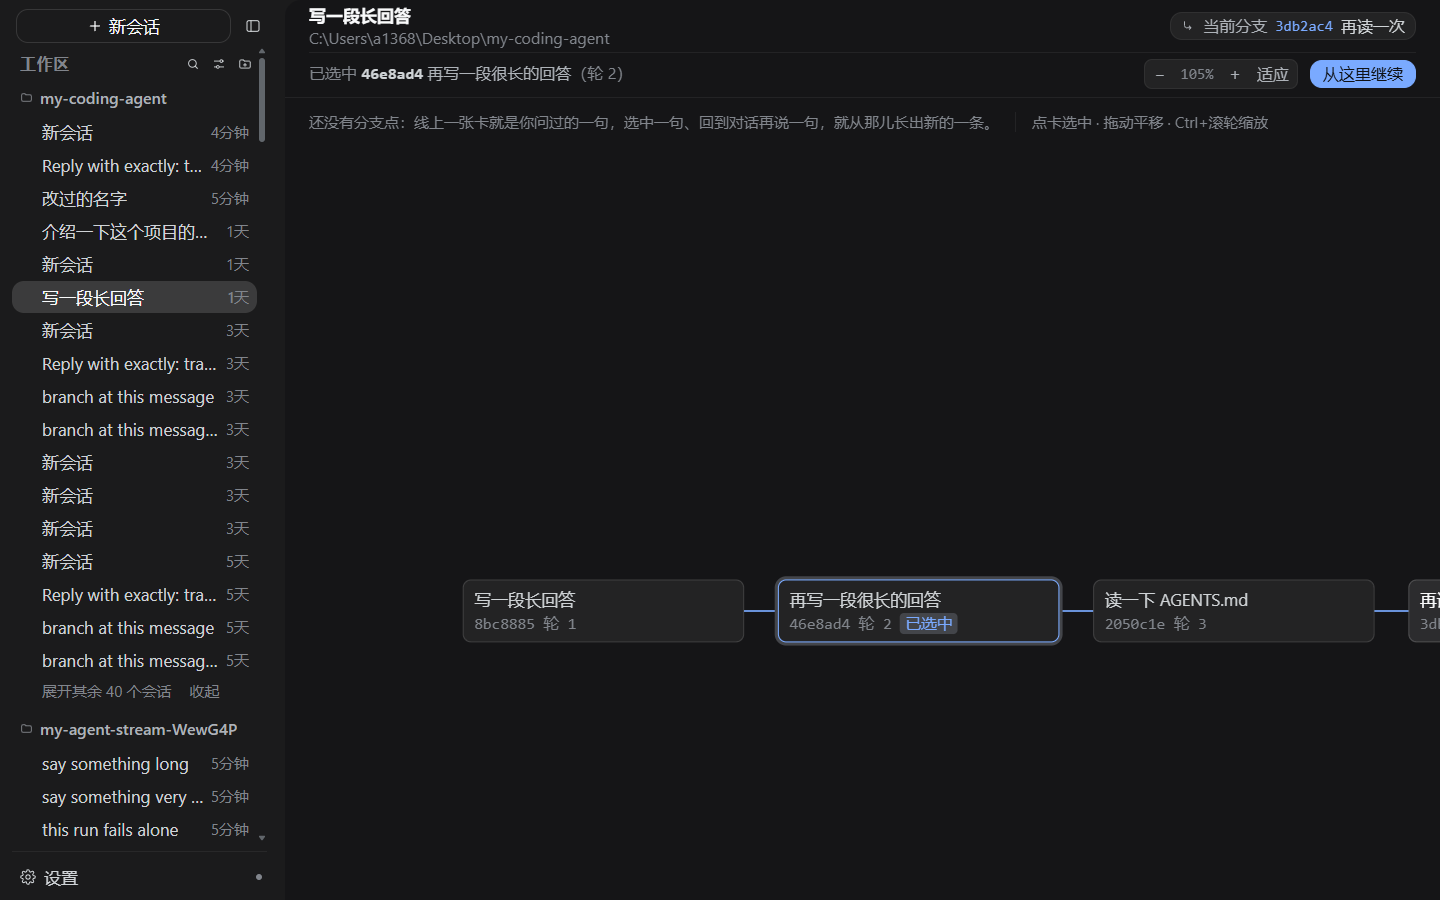 + 新会话
工作区
my-coding-agent
新会话 4分钟
Reply with exactly: t... 4分钟
改过的名字 5分钟
介绍一下这个项目的... 1天
新会话 1天
写一段长回答 1天
新会话 3天
Reply with exactly: tra... 3天
branch at this message 3天
branch at this messag... 3天
新会话 3天
新会话 3天
新会话 3天
新会话 5天
Reply with exactly: tra... 5天
branch at this message 5天
branch at this messag... 5天
展开其余 40 个会话 收起
my-agent-stream-WewG4P
say something long 5分钟
say something very ... 5分钟
this run fails alone 5分钟
设置
写一段长回答
C:\Users\a1368\Desktop\my-coding-agent
当前分支 3db2ac4 再读一次
已选中 46e8ad4 再写一段很长的回答（轮 2）
− 105% + 适应 从这里继续
还没有分支点：线上一张卡就是你问过的一句，选中一句、回到对话再说一句，就从那儿长出新的一条。 点卡选中 · 拖动平移 · Ctrl+滚轮缩放
写一段长回答
8bc8885 轮 1
再写一段很长的回答
46e8ad4 轮 2 已选中
读一下 AGENTS.md
2050c1e 轮 3
再
3d